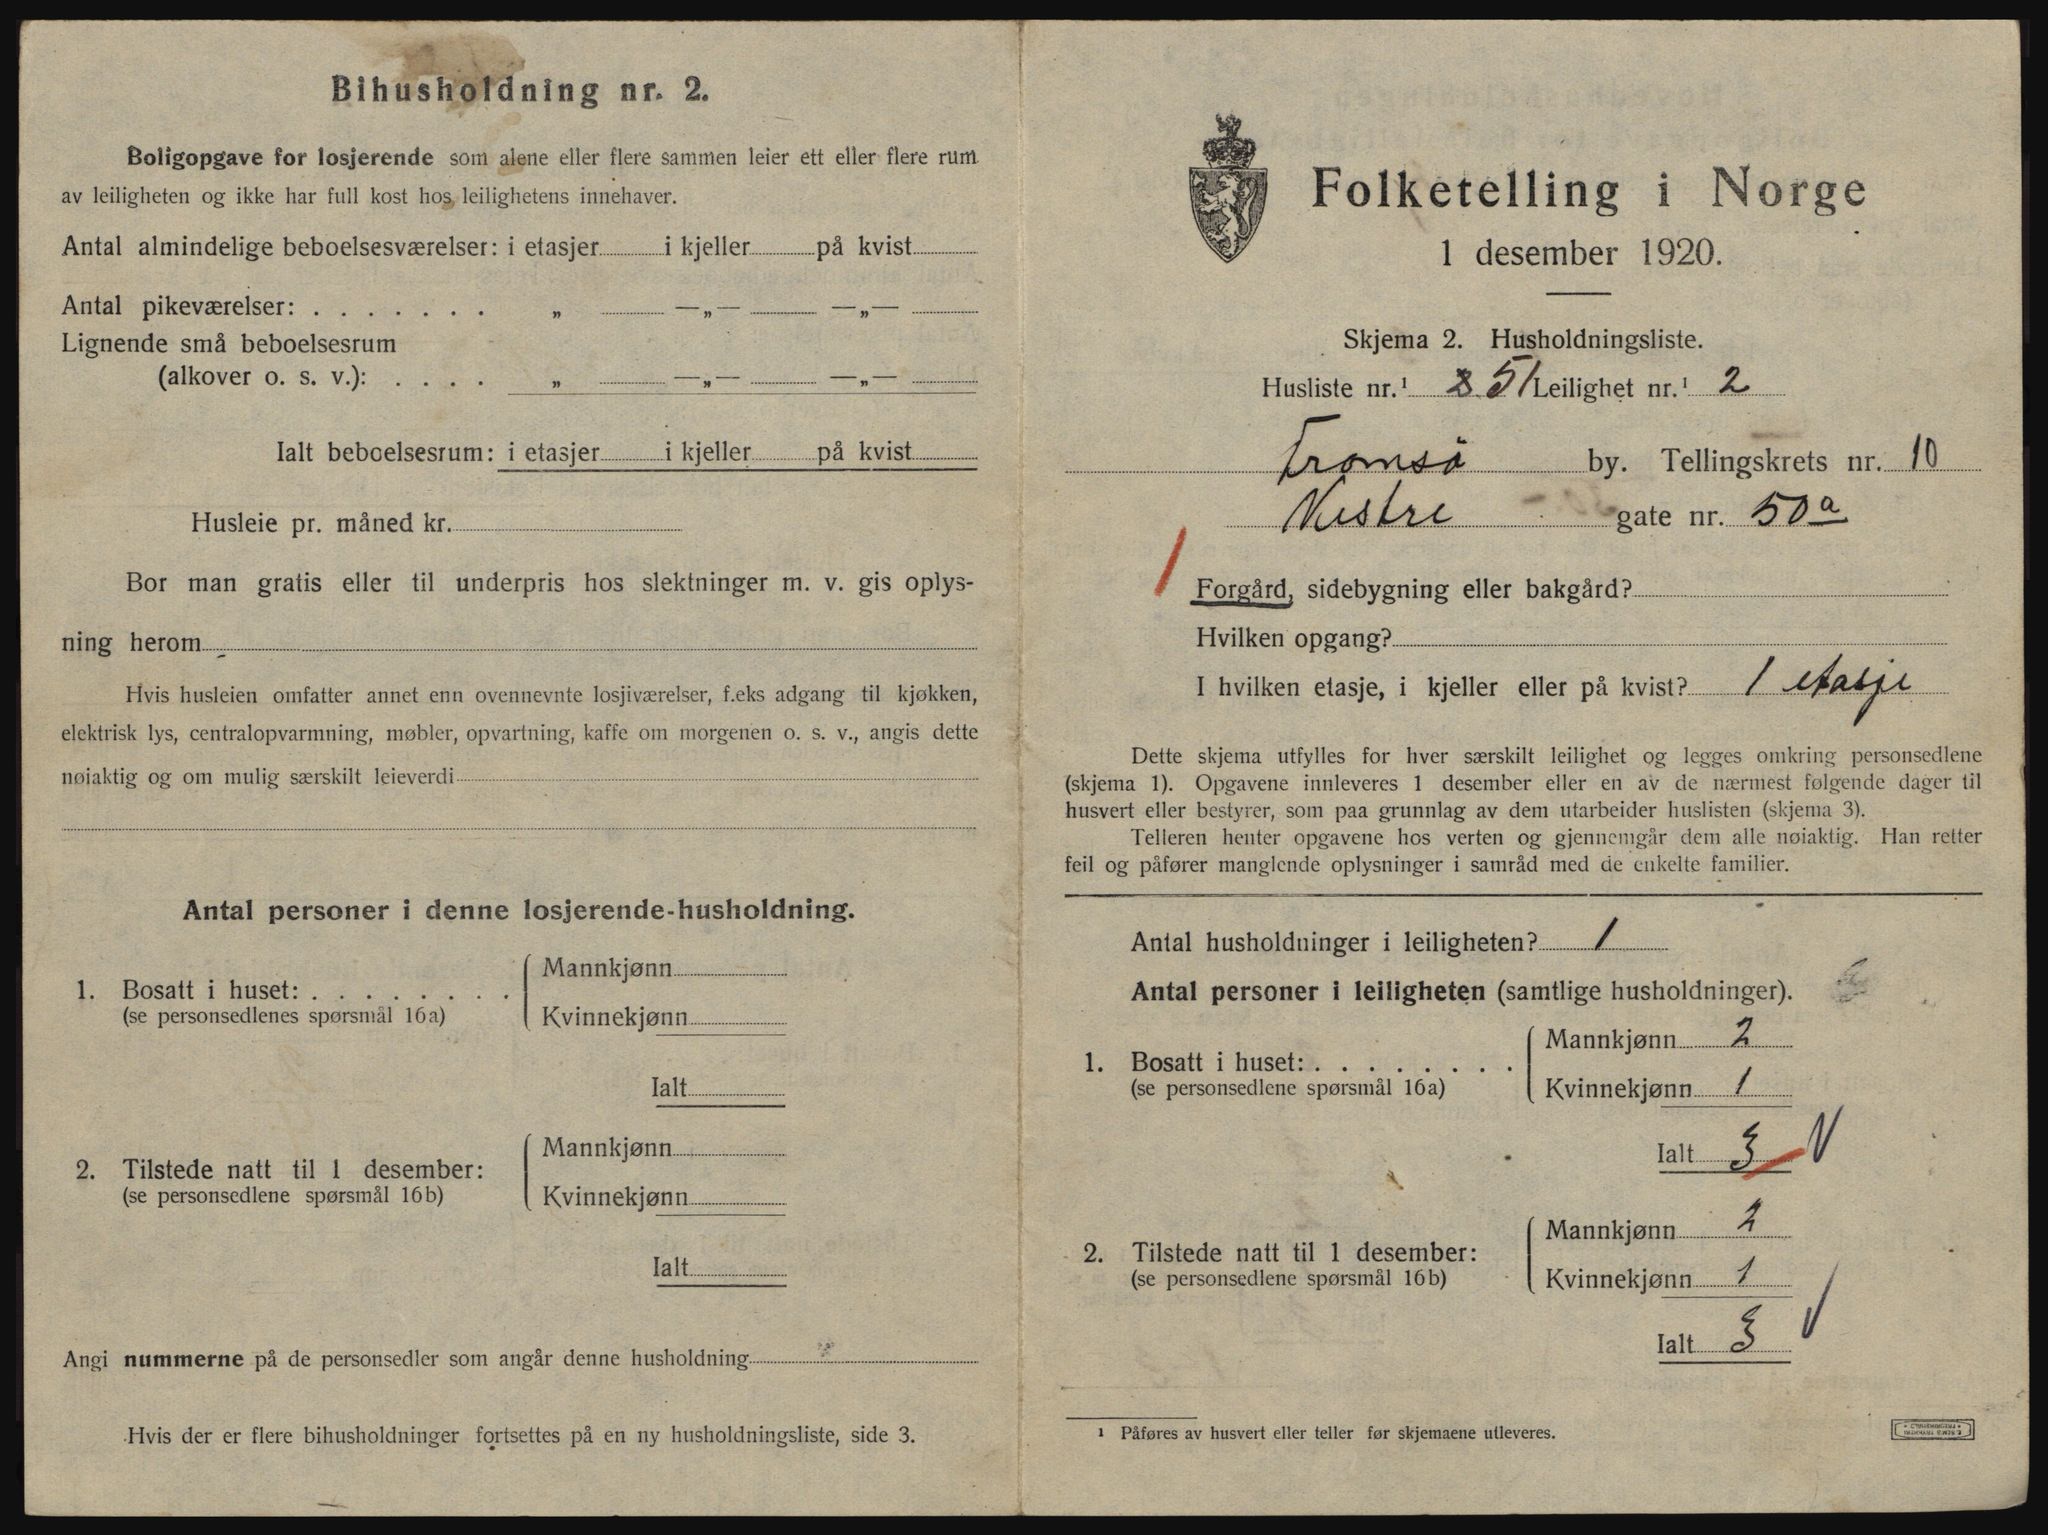 Bihusholdning nr. 2.
Boligopgave for losjerende som alene eller flere sammen leier ett eller flere rum
av leiligheten og ikke har full kost hos leilighetens innehaver.
Antal almindelige beboelsesværelser: i etasjer i kjeller på kvist
Antal pikeværelser: . . . . . . . „ —„— —„—
Lignende små beboelsesrum
(alkover o. s. v.): . . . . „ —„— —„—
Ialt beboelsesrum: i etasjer i kjeller på kvist
Husleie pr. måned kr.
Bor man gratis eller til underpris hos slektninger m. v. gis oplys-
ning herom
Hvis husleien omfatter annet enn ovennevnte losjiværelser, f.eks adgang til kjøkken,
elektrisk lys, centralopvarmning, møbler, opvartning, kaffe om morgenen o. s. v., angis dette
nøiaktig og om mulig særskilt leieverdi
Antal personer i denne losjerende-husholdning.
Mannkjønn
1. Bosatt i huset: . . . . . . . .
(se personsedlenes spørsmål 16a)
Kvinnekjønn
Ialt
Mannkjønn
2. Tilstede natt til 1 desember:
(se personsedlene spørsmål 16b)
Kvinnekjønn
Ialt
Angi nummerne på de personsedler som angår denne husholdning
Hvis der er flere bihusholdninger fortsettes på en ny husholdningsliste, side 3.
Folketelling i Norge
1 desember 1920.
Skjema 2. Husholdningsliste.
Husliste nr.¹ 51 Leilighet nr.¹ 2
Tromsö by. Tellingskrets nr. 10
Vestre gate nr. 50a
Forgård, sidebygning eller bakgård?
Hvilken opgang?
I hvilken etasje, i kjeller eller på kvist? 1 etasje
Dette skjema utfylles for hver særskilt leilighet og legges omkring personsedlene
(skjema 1). Opgavene innleveres 1 desember eller en av de nærmest følgende dager til
husvert eller bestyrer, som paa grunnlag av dem utarbeider huslisten (skjema 3).
Telleren henter opgavene hos verten og gjennemgår dem alle nøiaktig. Han retter
feil og påfører manglende oplysninger i samråd med de enkelte familier.
Antal husholdninger i leiligheten? 1
Antal personer i leiligheten (samtlige husholdninger).
Mannkjønn 2
1. Bosatt i huset: . . . . . . . .
(se personsedlene spørsmål 16a)
Kvinnekjønn 1
Ialt 3
Mannkjønn 2
2. Tilstede natt til 1 desember:
(se personsedlene spørsmål 16b)
Kvinnekjønn 1
Ialt 3
¹ Påføres av husvert eller teller før skjemaene utleveres.